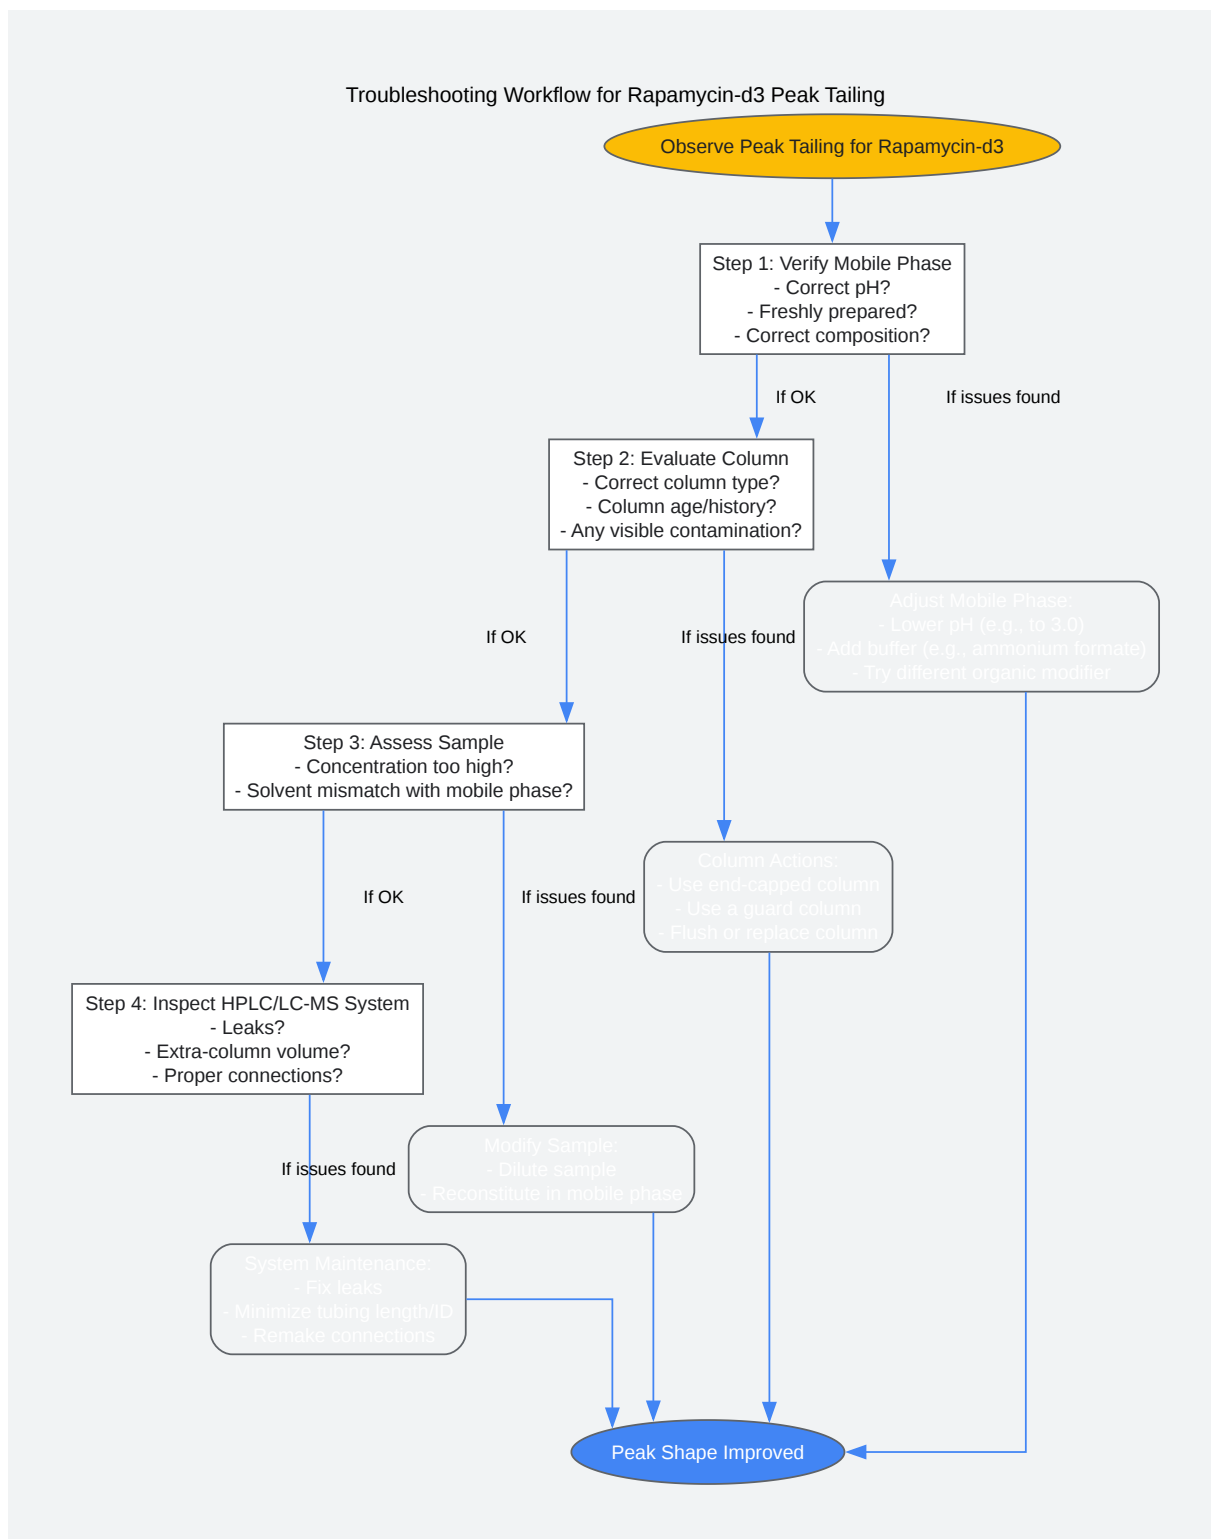 Troubleshooting Workflow for Rapamycin-d3 Peak Tailing
Observe Peak Tailing for Rapamycin-d3
Step 1: Verify Mobile Phase
- Correct pH?
- Freshly prepared?
- Correct composition?
If OK
If issues found
Step 2: Evaluate Column
- Correct column type?
- Column age/history?
- Any visible contamination?
Adjust Mobile Phase:
- Lower pH (e.g., to 3.0)
- Add buffer (e.g., ammonium formate)
- Try different organic modifier
If OK
If issues found
Step 3: Assess Sample
- Concentration too high?
- Solvent mismatch with mobile phase?
Column Actions:
- Use end-capped column
- Use a guard column
- Flush or replace column
If OK
If issues found
Step 4: Inspect HPLC/LC-MS System
- Leaks?
- Extra-column volume?
- Proper connections?
Modify Sample:
- Dilute sample
- Reconstitute in mobile phase
If issues found
System Maintenance:
- Fix leaks
- Minimize tubing length/ID
- Remake connections
Peak Shape Improved